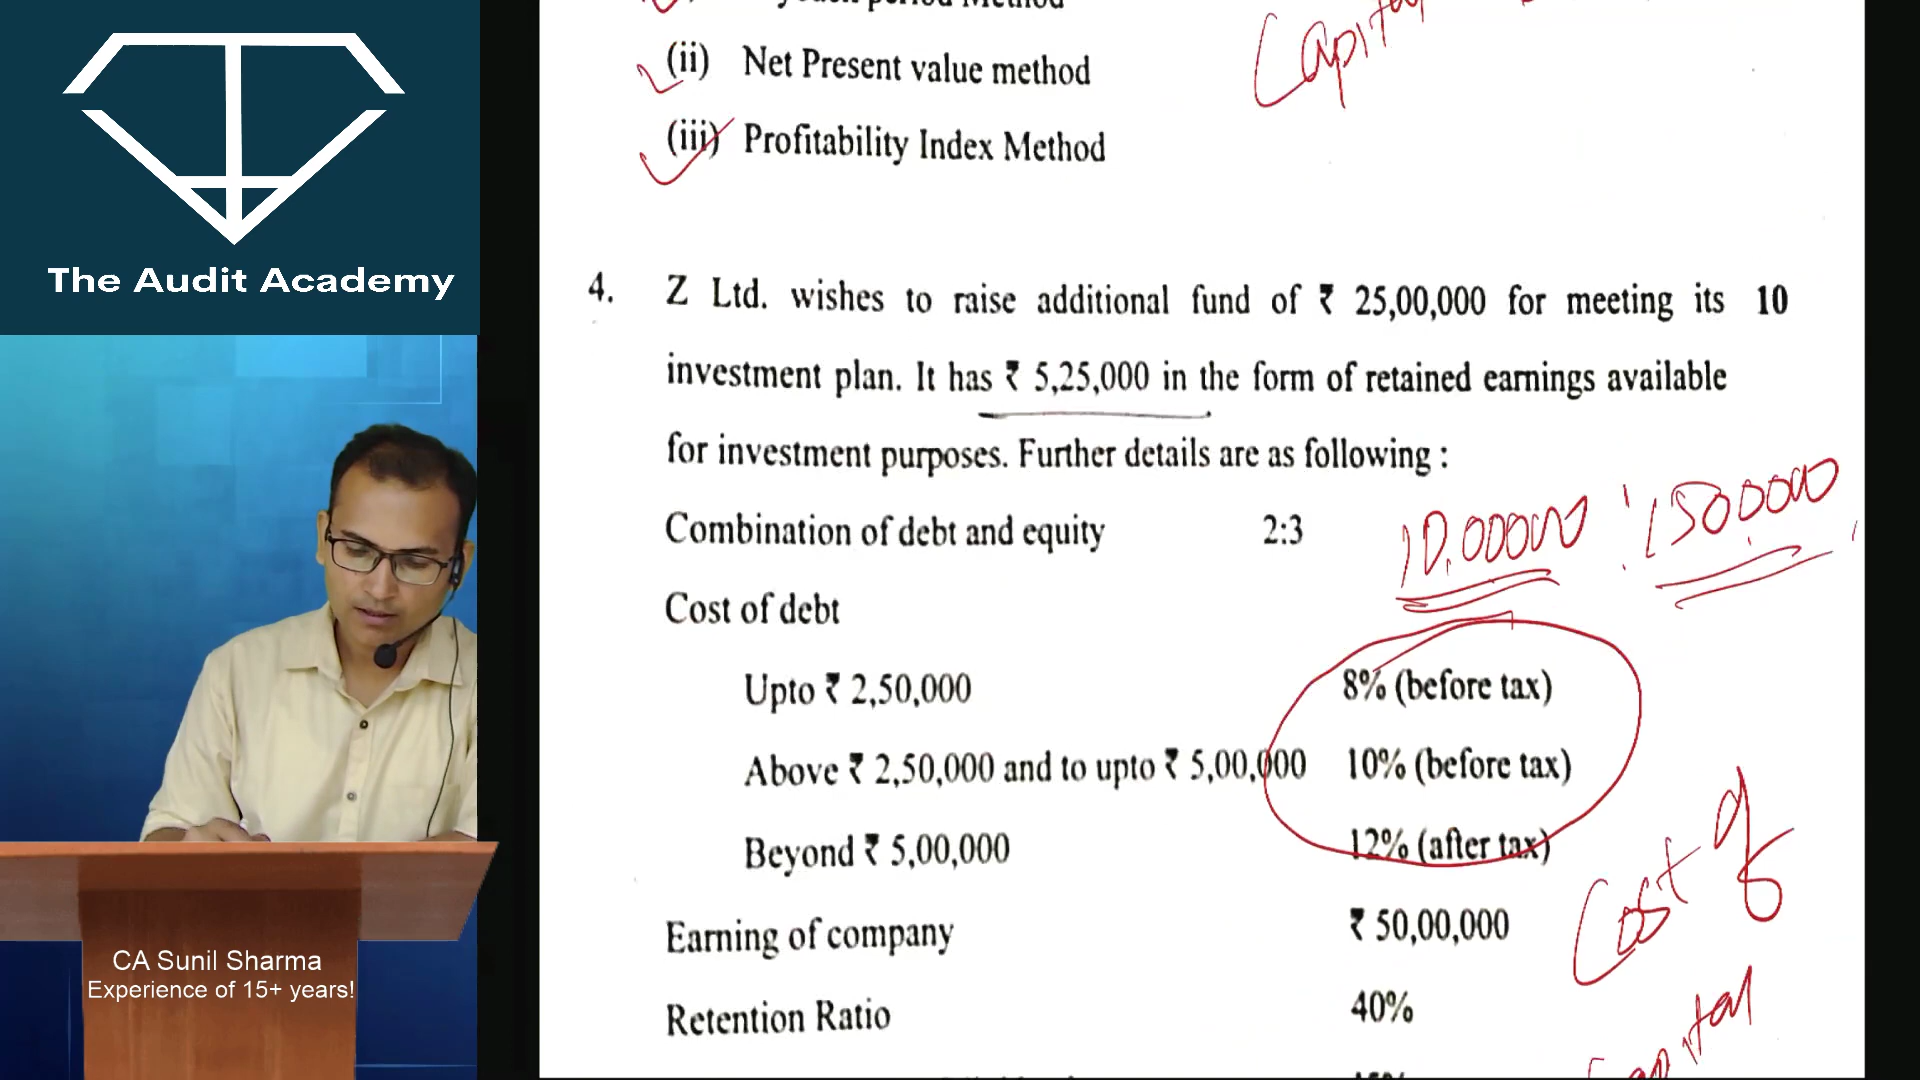 The Audit Academy
CA Sunil Sharma
Experience of 15+ years!
period Method
Capital
(ii) Net Present value method
(iii) Profitability Index Method
4. Z Ltd. wishes to raise additional fund of ₹ 25,00,000 for meeting its 10
investment plan. It has ₹ 5,25,000 in the form of retained earnings available
for investment purposes. Further details are as following :
Combination of debt and equity 2:3 10,00000 : 1500000
Cost of debt
Upto ₹ 2,50,000 8% (before tax)
Above ₹ 2,50,000 and to upto ₹ 5,00,000 10% (before tax)
Beyond ₹ 5,00,000 12% (after tax)
Cost of
Earning of company ₹ 50,00,000
Retention Ratio 40%
Capital